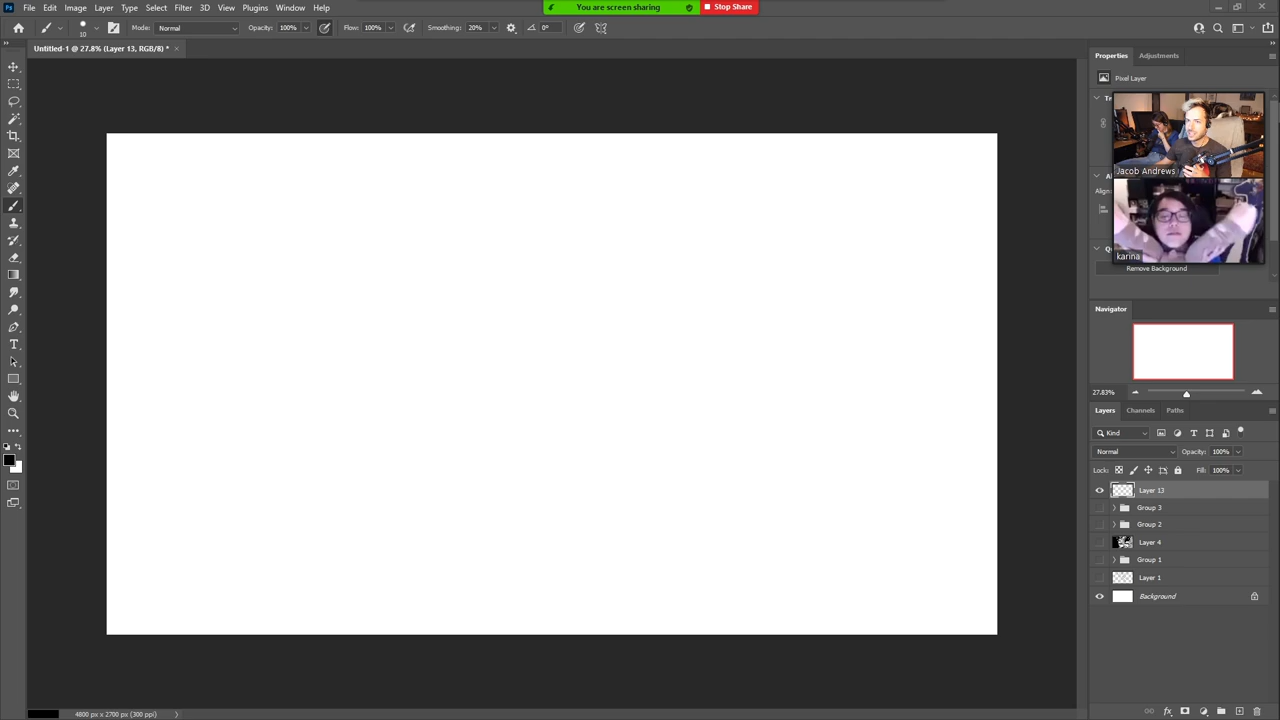 Ps File Edit Image Layer Type Select Filter 3D View Plugins Window Help
You are screen sharing Stop Share
10 Mode: Normal Opacity: 100% Flow: 100% Smoothing: 20% 0°
Untitled-1 @ 27.8% (Layer 13, RGB/8) * ×
Properties Adjustments
Pixel Layer
Jacob Andrews
Align:
karina
Remove Background
Navigator
27.83%
Layers Channels Paths
Kind
Normal Opacity: 100%
Lock: Fill: 100%
Layer 13
Group 3
Group 2
Layer 4
Group 1
Layer 1
Background
4800 px x 2700 px (300 ppi)